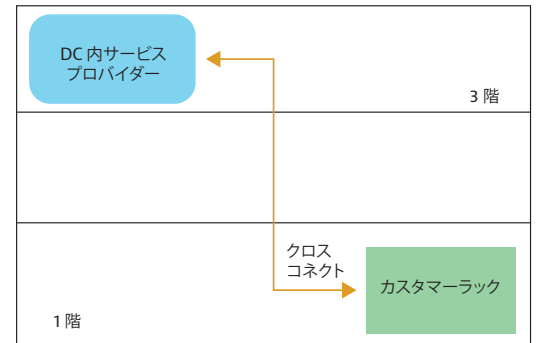 DC 内サービス
プロバイダー
3 階
クロス
コネクト
カスタマーラック
1 階